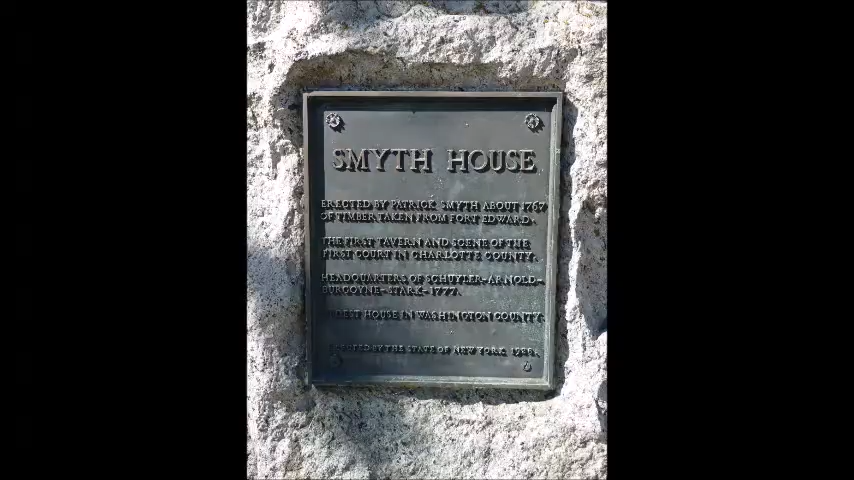 SMYTH HOUSE
ERECTED BY PATRICK SMYTH ABOUT 1767
OF TIMBER TAKEN FROM FORT EDWARD.
THE FIRST TAVERN AND SCENE OF THE
FIRST COURT IN CHARLOTTE COUNTY.
HEADQUARTERS OF SCHUYLER-ARNOLD-
BURGOYNE-STARK-1777.
OLDEST HOUSE IN WASHINGTON COUNTY.
ERECTED BY THE STATE OF NEW YORK,